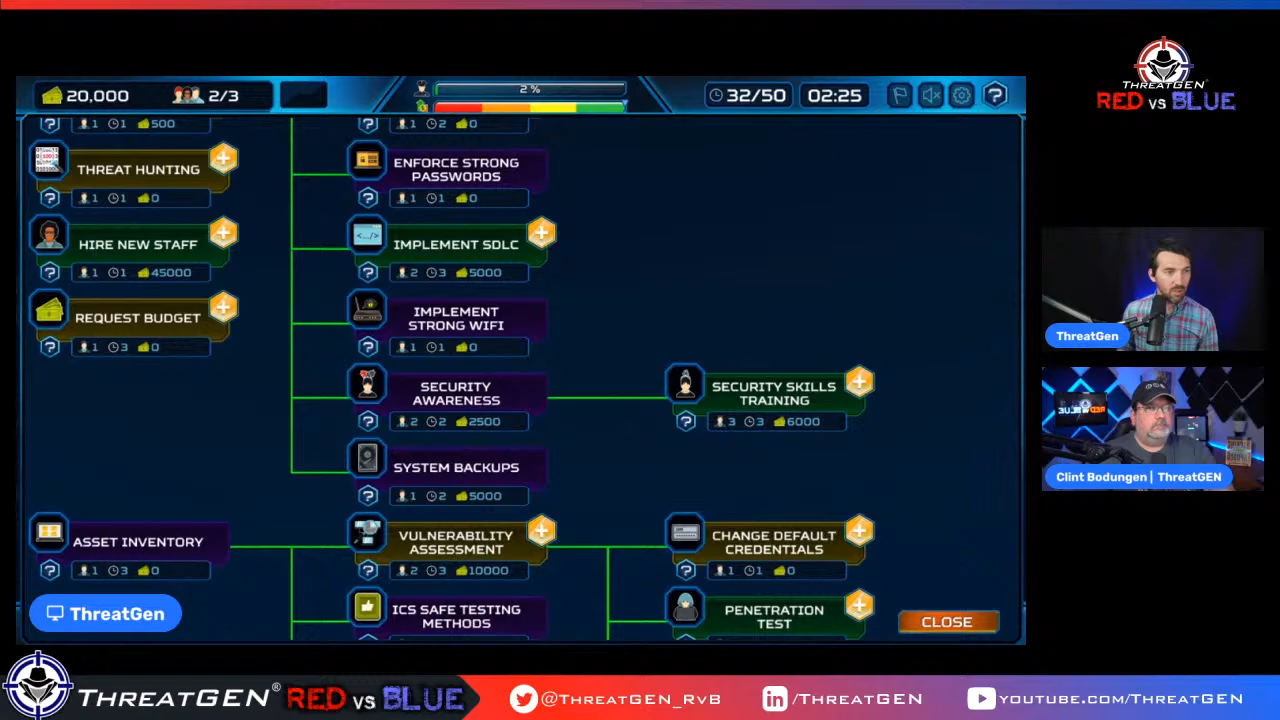 20,000
2/3
2 %
32/50
02:25
?
THREATGEN®
RED vs BLUE
? 1 1 500
? 1 2 0
THREAT HUNTING
? 1 1 0
ENFORCE STRONG
PASSWORDS
? 1 1 0
HIRE NEW STAFF
? 1 1 45000
IMPLEMENT SDLC
? 2 3 5000
REQUEST BUDGET
? 1 3 0
IMPLEMENT
STRONG WIFI
? 1 1 0
SECURITY
AWARENESS
? 2 2 2500
SECURITY SKILLS
TRAINING
? 3 3 6000
SYSTEM BACKUPS
? 1 2 5000
ASSET INVENTORY
? 1 3 0
VULNERABILITY
ASSESSMENT
? 2 3 10000
CHANGE DEFAULT
CREDENTIALS
? 1 1 0
ICS SAFE TESTING
METHODS
PENETRATION
TEST
CLOSE
ThreatGen
ThreatGen
Clint Bodungen | ThreatGEN
THREATGEN® RED vs BLUE
@THREATGEN_RVB
/THREATGEN
YOUTUBE.COM/THREATGEN